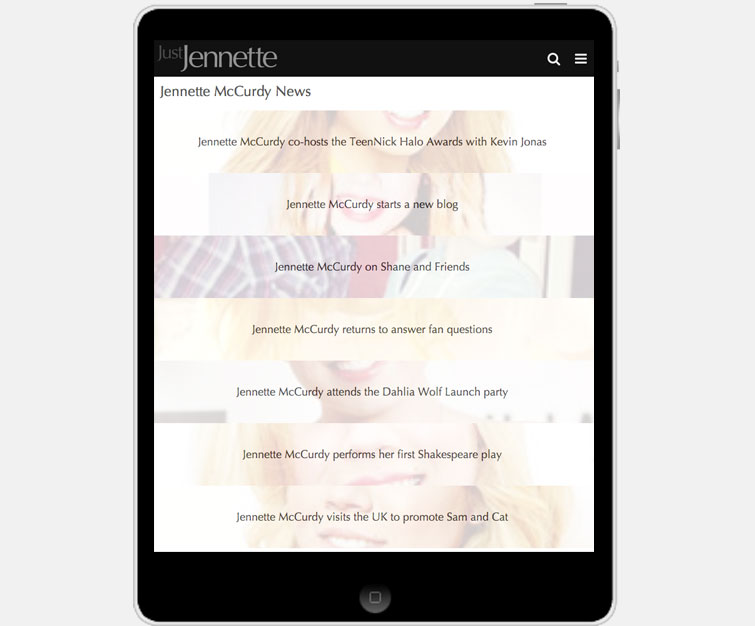 JustJennette
Jennette McCurdy News
Jennette McCurdy co-hosts the TeenNick Halo Awards with Kevin Jonas
Jennette McCurdy starts a new blog
Jennette McCurdy on Shane and Friends
Jennette McCurdy returns to answer fan questions
Jennette McCurdy attends the Dahlia Wolf Launch party
Jennette McCurdy performs her first Shakespeare play
Jennette McCurdy visits the UK to promote Sam and Cat